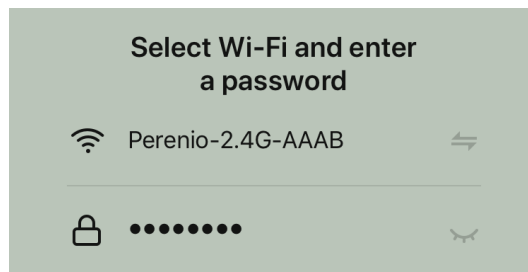 Select Wi-Fi and enter
a password
Perenio-2.4G-AAAB
••••••••